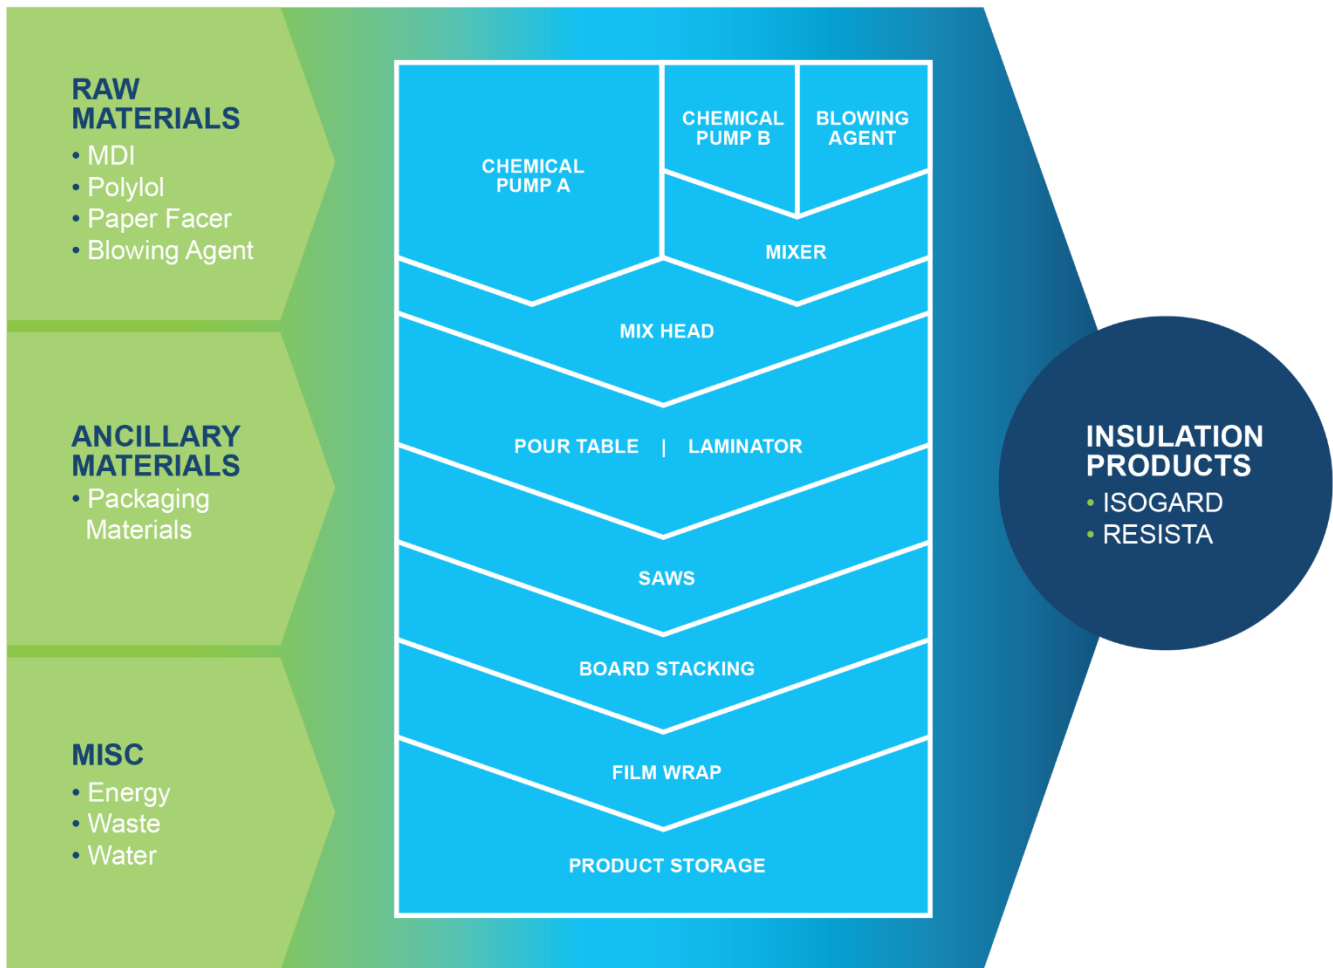 RAW
MATERIALS
• MDI
• Polylol
• Paper Facer
• Blowing Agent
ANCILLARY
MATERIALS
• Packaging
Materials
MISC
• Energy
• Waste
• Water
CHEMICAL
PUMP A
CHEMICAL
PUMP B
BLOWING
AGENT
MIXER
MIX HEAD
POUR TABLE | LAMINATOR
SAWS
BOARD STACKING
FILM WRAP
PRODUCT STORAGE
INSULATION
PRODUCTS
• ISOGARD
• RESISTA